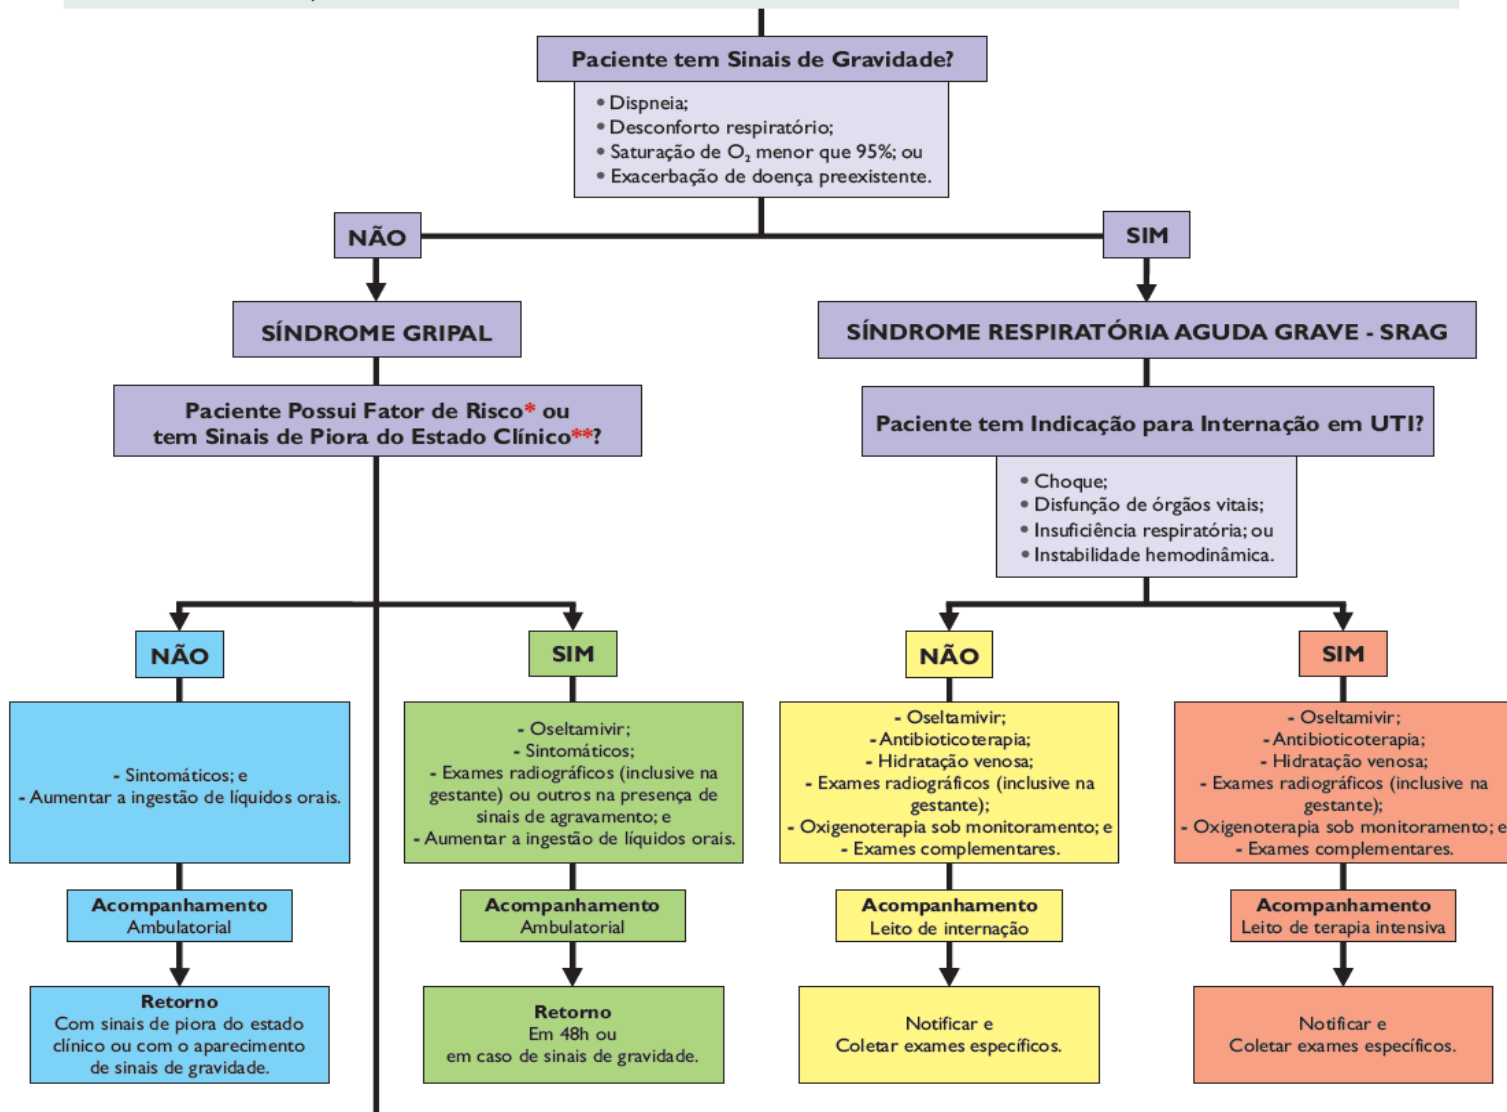 Paciente tem Sinais de Gravidade?
• Dispneia;
• Desconforto respiratório;
• Saturação de O₂ menor que 95%; ou
• Exacerbação de doença preexistente.
NÃO
SIM
SÍNDROME GRIPAL
SÍNDROME RESPIRATÓRIA AGUDA GRAVE - SRAG
Paciente Possui Fator de Risco* ou
tem Sinais de Piora do Estado Clínico**?
Paciente tem Indicação para Internação em UTI?
• Choque;
• Disfunção de órgãos vitais;
• Insuficiência respiratória; ou
• Instabilidade hemodinâmica.
NÃO
SIM
NÃO
SIM
- Sintomáticos; e
- Aumentar a ingestão de líquidos orais.
- Oseltamivir;
- Sintomáticos;
- Exames radiográficos (inclusive na
gestante) ou outros na presença de
sinais de agravamento; e
- Aumentar a ingestão de líquidos orais.
- Oseltamivir;
- Antibioticoterapia;
- Hidratação venosa;
- Exames radiográficos (inclusive na
gestante);
- Oxigenoterapia sob monitoramento; e
- Exames complementares.
- Oseltamivir;
- Antibioticoterapia;
- Hidratação venosa;
- Exames radiográficos (inclusive na
gestante);
- Oxigenoterapia sob monitoramento; e
- Exames complementares.
Acompanhamento
Ambulatorial
Acompanhamento
Ambulatorial
Acompanhamento
Leito de internação
Acompanhamento
Leito de terapia intensiva
Retorno
Com sinais de piora do estado
clínico ou com o aparecimento
de sinais de gravidade.
Retorno
Em 48h ou
em caso de sinais de gravidade.
Notificar e
Coletar exames específicos.
Notificar e
Coletar exames específicos.